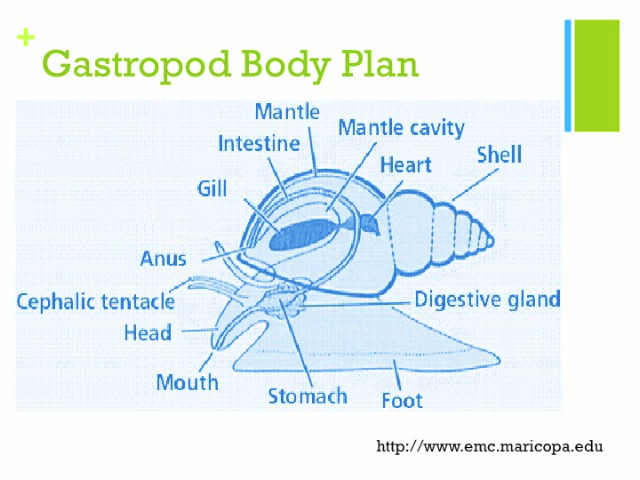 +
Gastropod Body Plan
Mantle
Mantle cavity
Intestine
Heart
Shell
Gill
Anus
Cephalic tentacle
Digestive gland
Head
Mouth
Stomach
Foot
http://www.emc.maricopa.edu